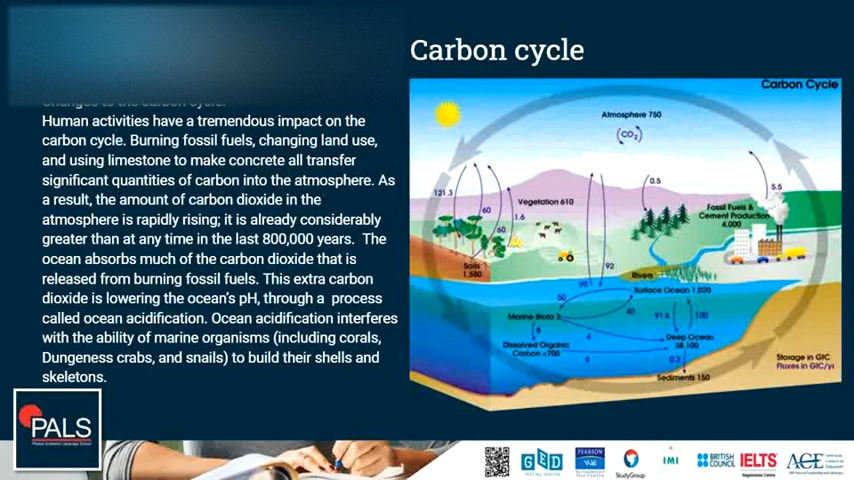 Carbon cycle
Changes to the carbon cycle.
Human activities have a tremendous impact on the
carbon cycle. Burning fossil fuels, changing land use,
and using limestone to make concrete all transfer
significant quantities of carbon into the atmosphere. As
a result, the amount of carbon dioxide in the
atmosphere is rapidly rising; it is already considerably
greater than at any time in the last 800,000 years. The
ocean absorbs much of the carbon dioxide that is
released from burning fossil fuels. This extra carbon
dioxide is lowering the ocean's pH, through a process
called ocean acidification. Ocean acidification interferes
with the ability of marine organisms (including corals,
Dungeness crabs, and snails) to build their shells and
skeletons.
Carbon Cycle
Atmosphere 750
CO2
121.3
60
60
1.6
Vegetation 610
0.5
5.5
Fossil Fuels &
Cement Production
4,000
Soils
1,580
92
90
Rivers
Surface Ocean 1,020
50
40
91.6
100
Marine Biota 3
6
4
Deep Ocean
38,100
Dissolved Organic
Carbon <700
6
0.2
Sediments 150
Storage in GtC
Fluxes in GtC/yr
PALS
GED
PEARSON
StudyGroup
IMI
BRITISH
COUNCIL
IELTS
ACE